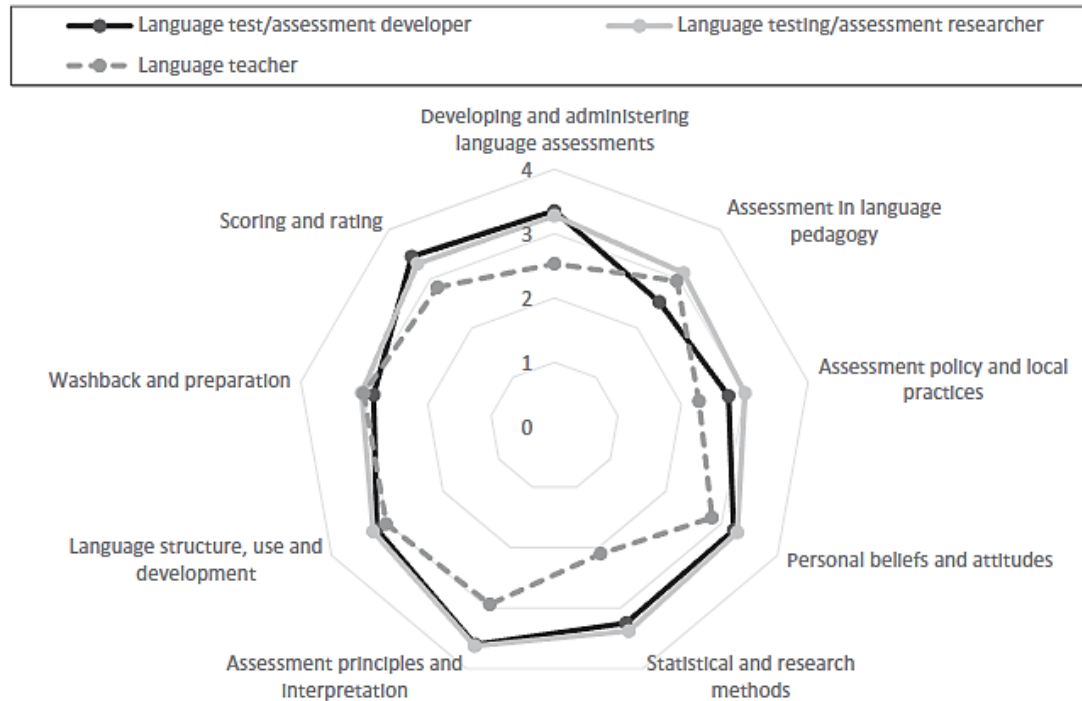 Language test/assessment developer
Language testing/assessment researcher
Language teacher
Developing and administering
language assessments
4
3
2
1
0
Assessment in language
pedagogy
Assessment policy and local
practices
Personal beliefs and attitudes
Statistical and research
methods
Assessment principles and
interpretation
Language structure, use and
development
Washback and preparation
Scoring and rating